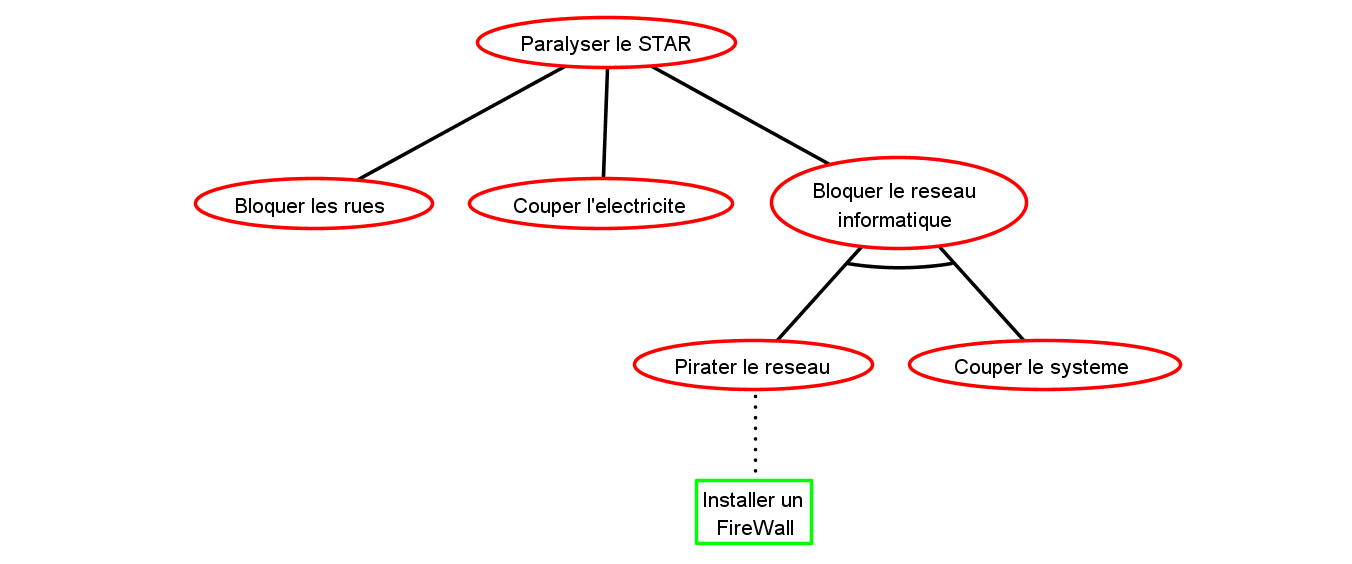 Paralyser le STAR
Bloquer les rues
Couper l'electricite
Bloquer le reseau
informatique
Pirater le reseau
Couper le systeme
Installer un
FireWall